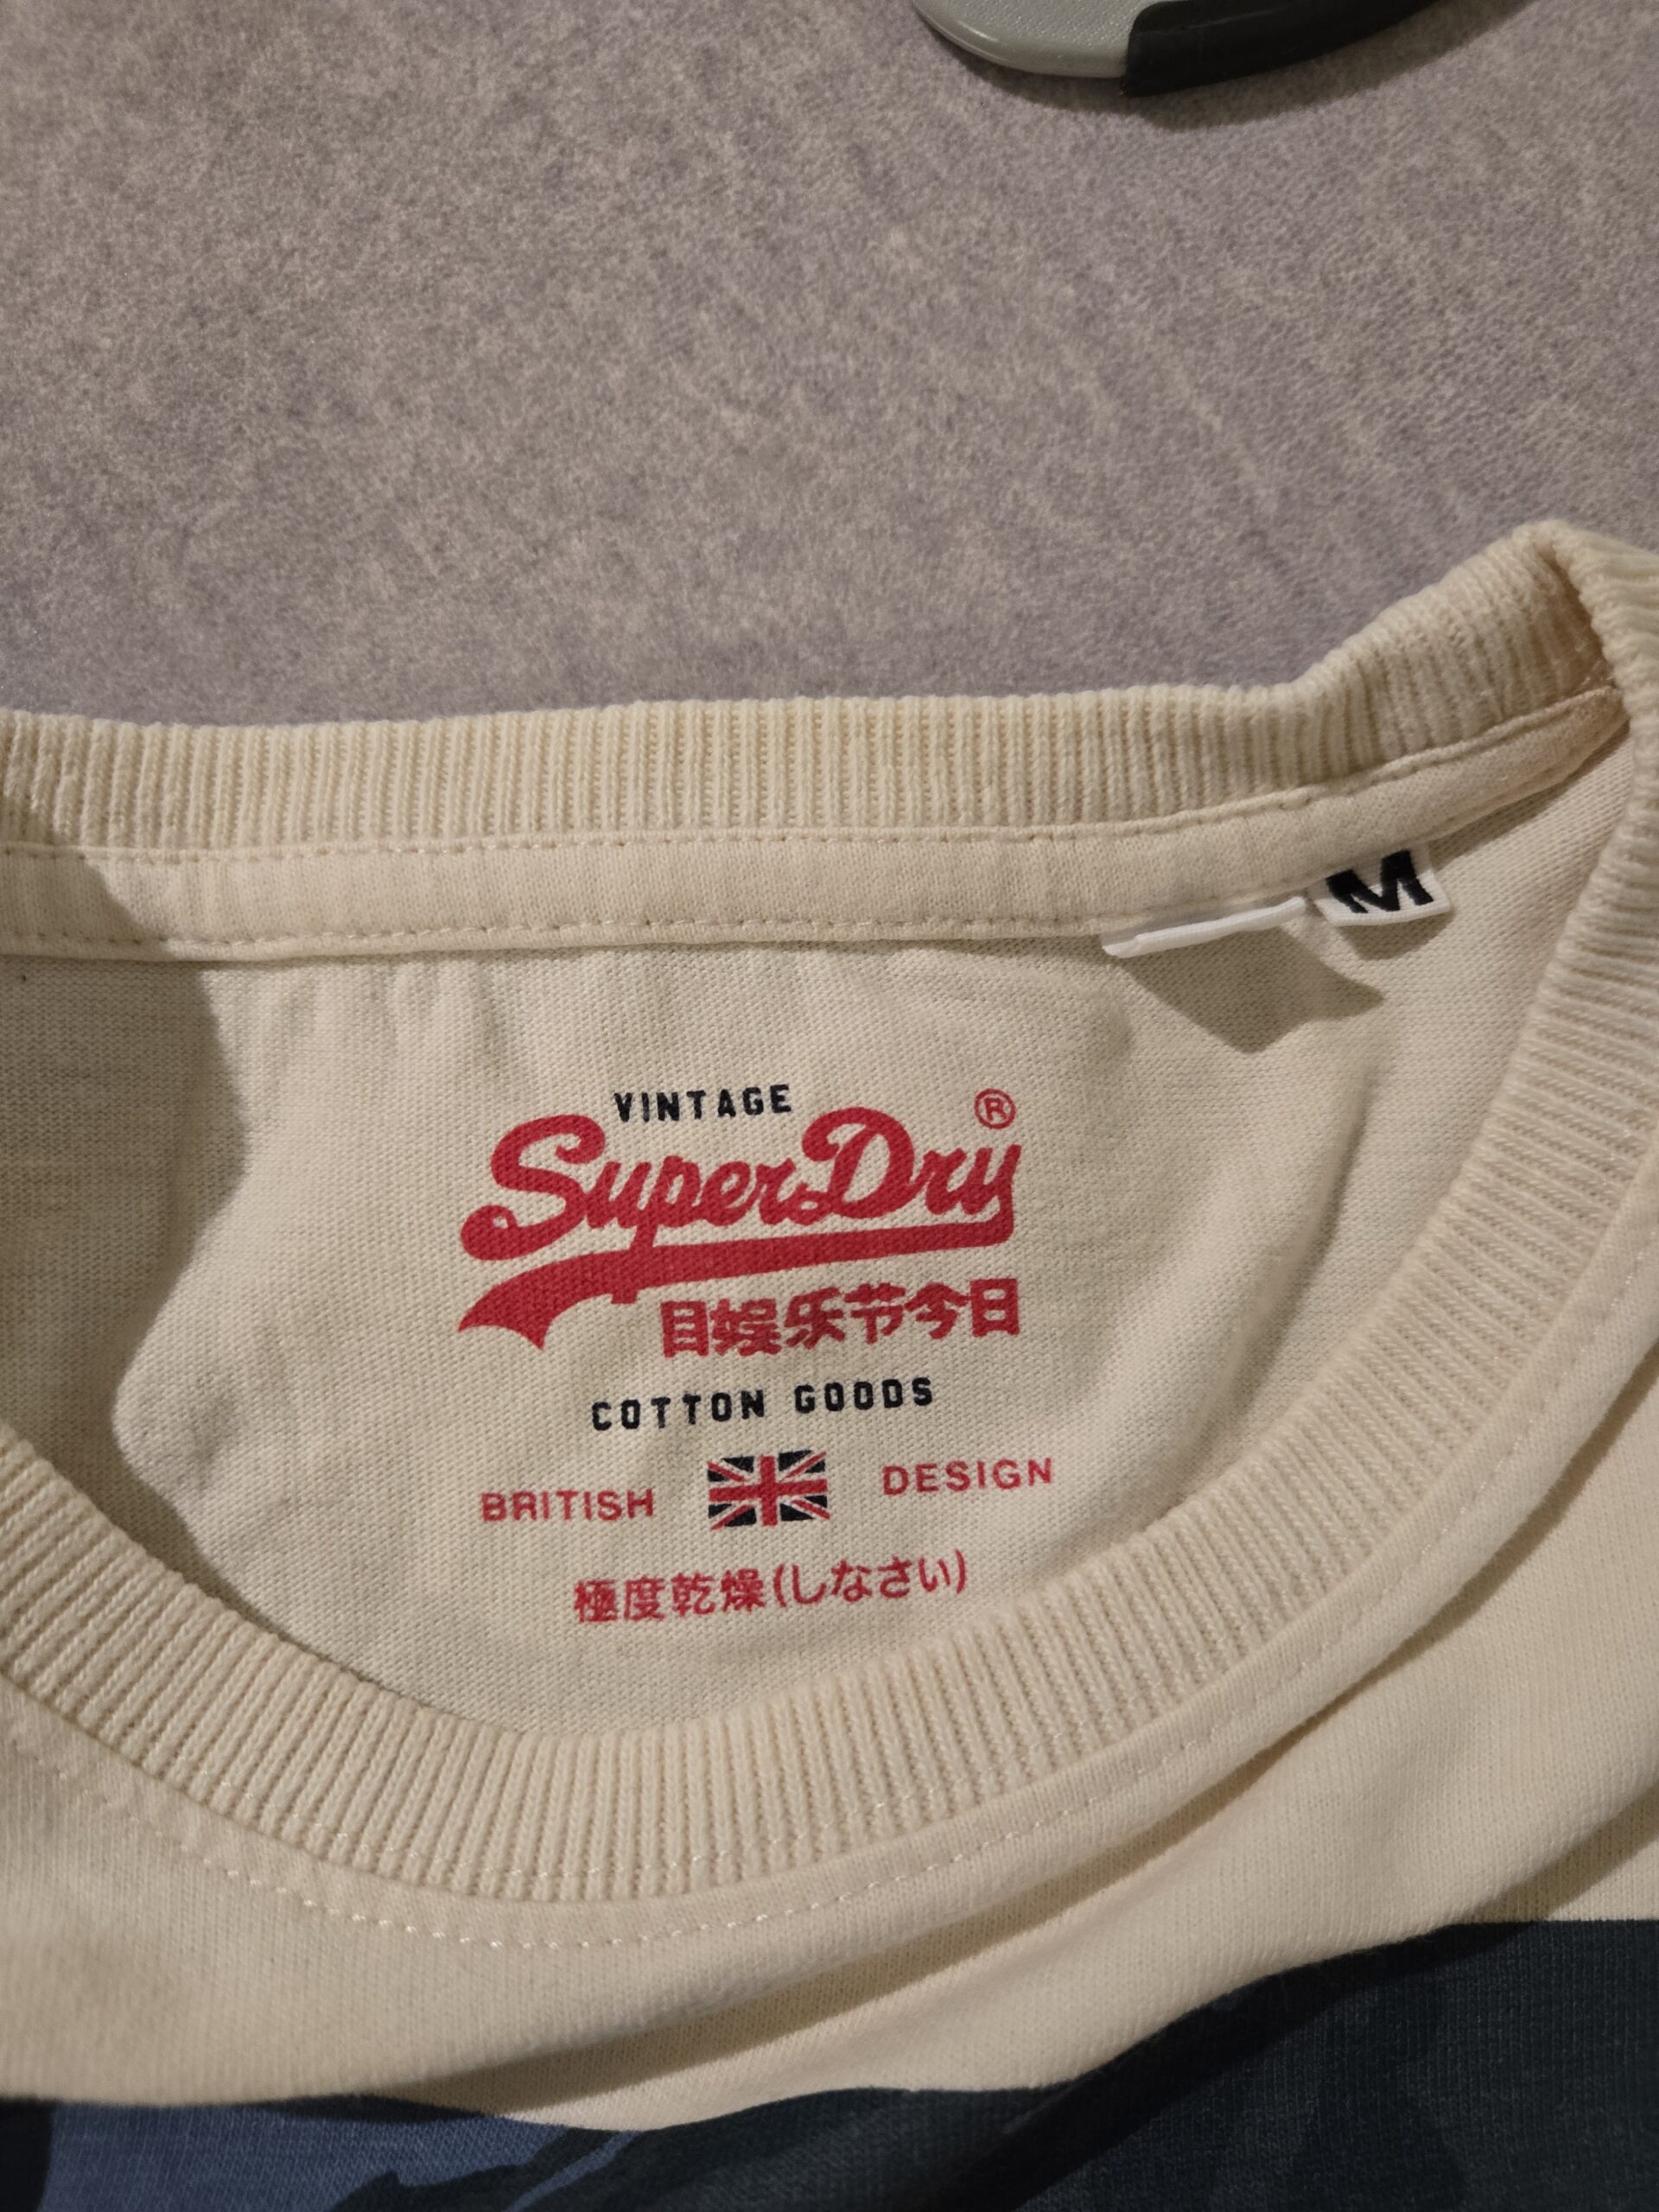 M
VINTAGE
SuperDry®
目娱乐节今日
COTTON GOODS
BRITISH DESIGN
極度乾燥(しなさい)